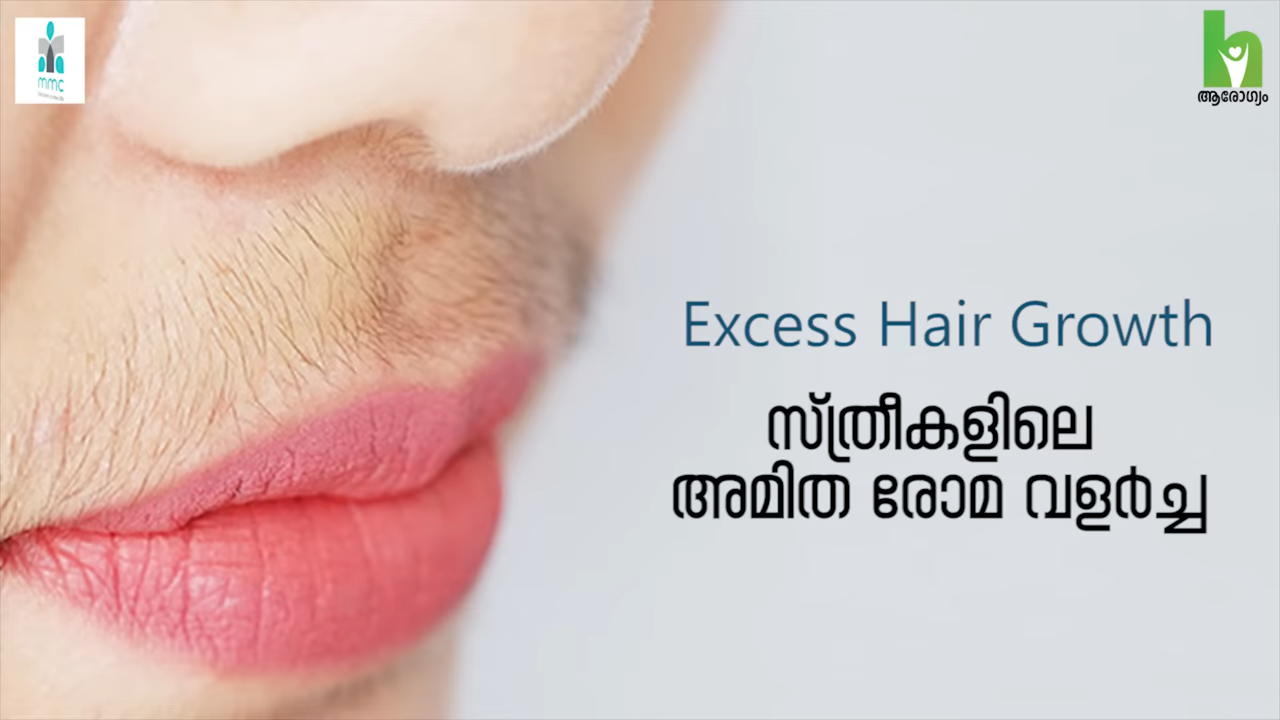 mmc
ആരോഗ്യം
Excess Hair Growth
സ്ത്രീകളിലെ
അമിത രോമ വളർച്ച